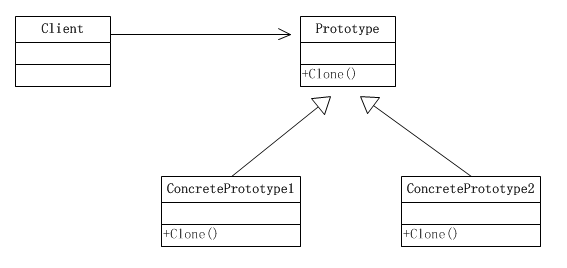 Client
Prototype
+Clone()
ConcretePrototype1
+Clone()
ConcretePrototype2
+Clone()